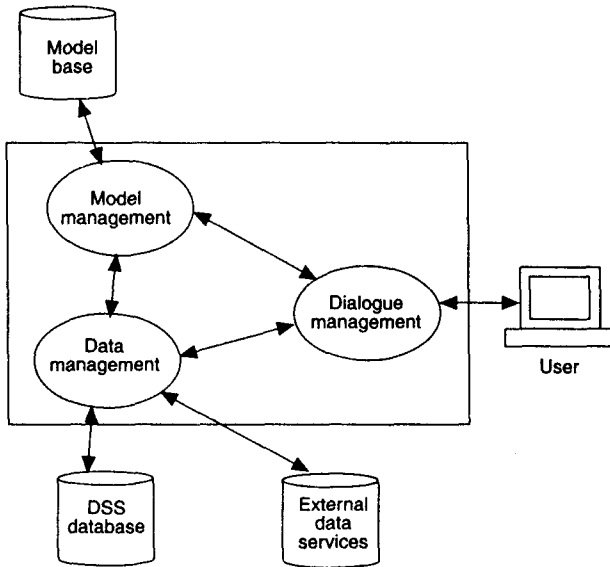 Model
base
Model
management
Dialogue
management
Data
management
User
DSS
database
External
data
services